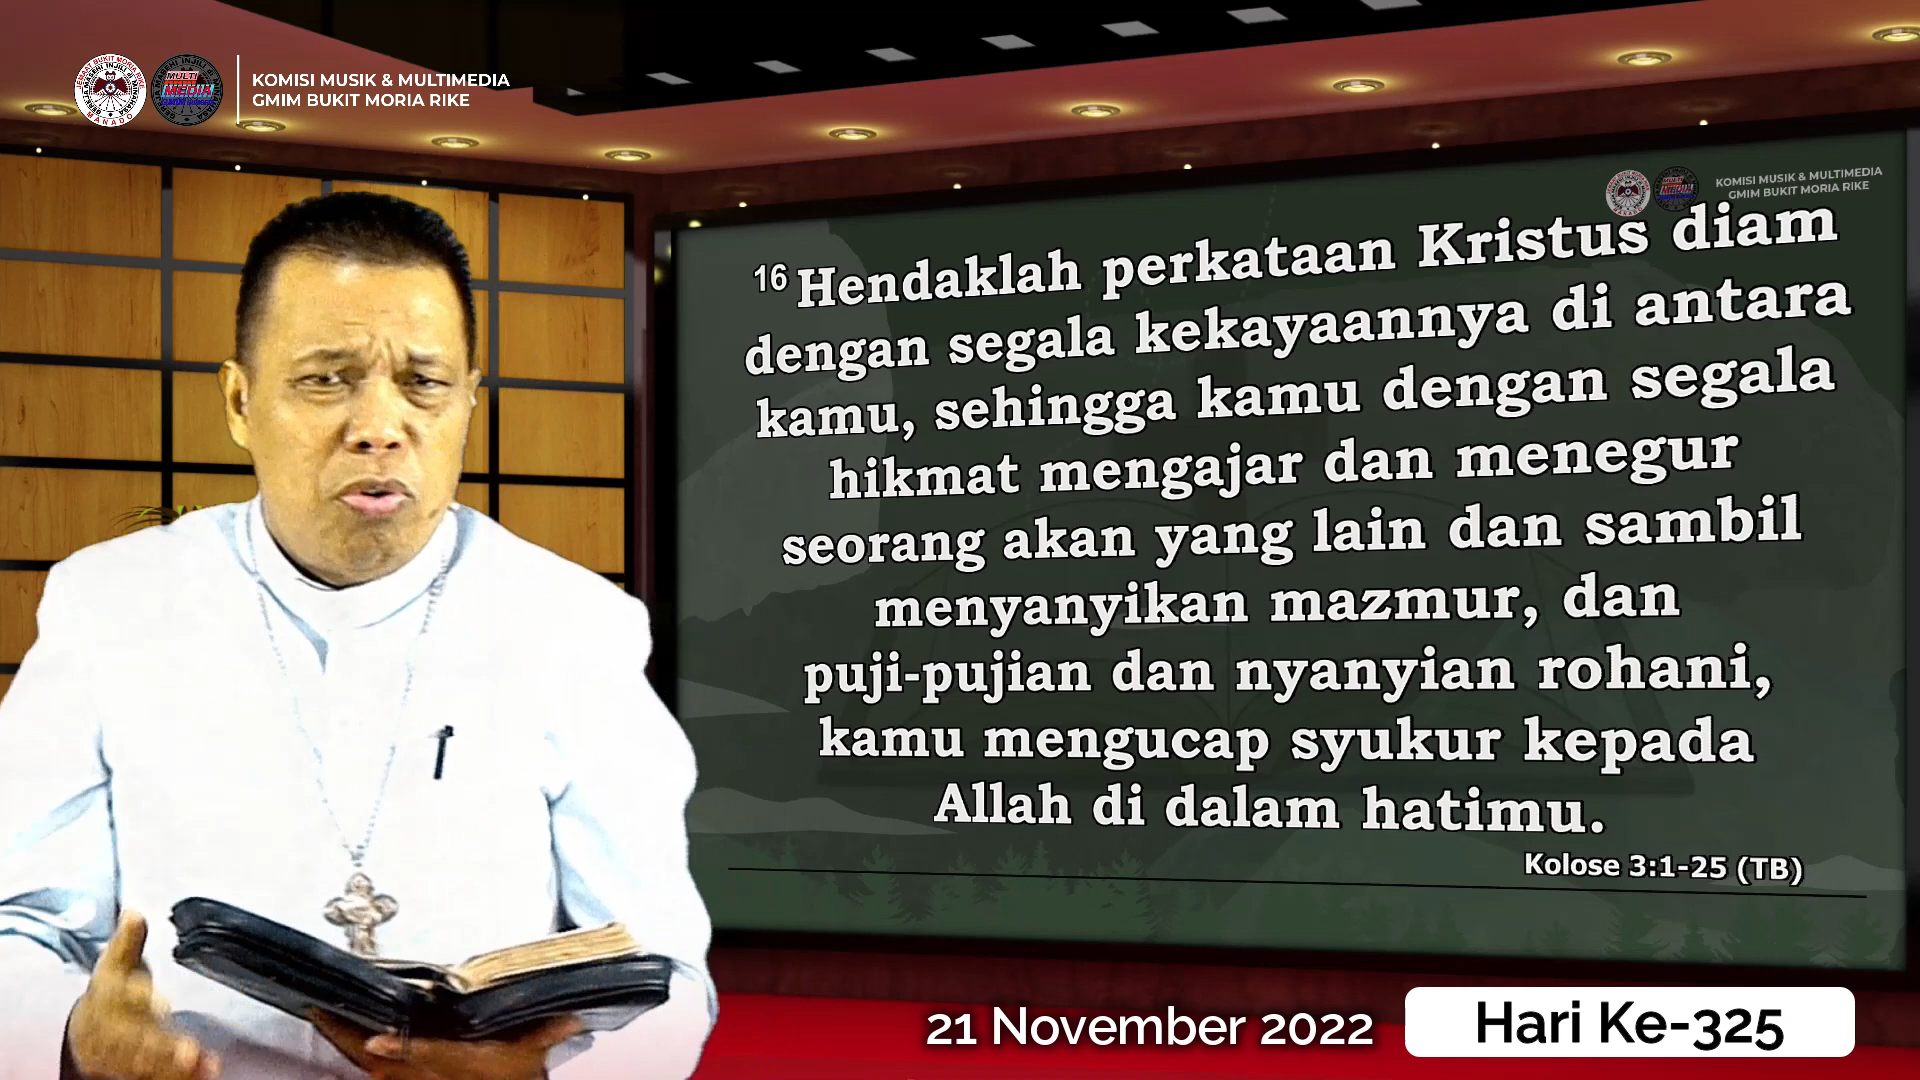 KOMISI MUSIK & MULTIMEDIA
GMIM BUKIT MORIA RIKE
MANADO
MULTI
MEDIA
KOMISI MUSIK & MULTIMEDIA
GMIM BUKIT MORIA RIKE
16 Hendaklah perkataan Kristus diam
dengan segala kekayaannya di antara
kamu, sehingga kamu dengan segala
hikmat mengajar dan menegur
seorang akan yang lain dan sambil
menyanyikan mazmur, dan
puji-pujian dan nyanyian rohani,
kamu mengucap syukur kepada
Allah di dalam hatimu.
Kolose 3:1-25 (TB)
21 November 2022
Hari Ke-325